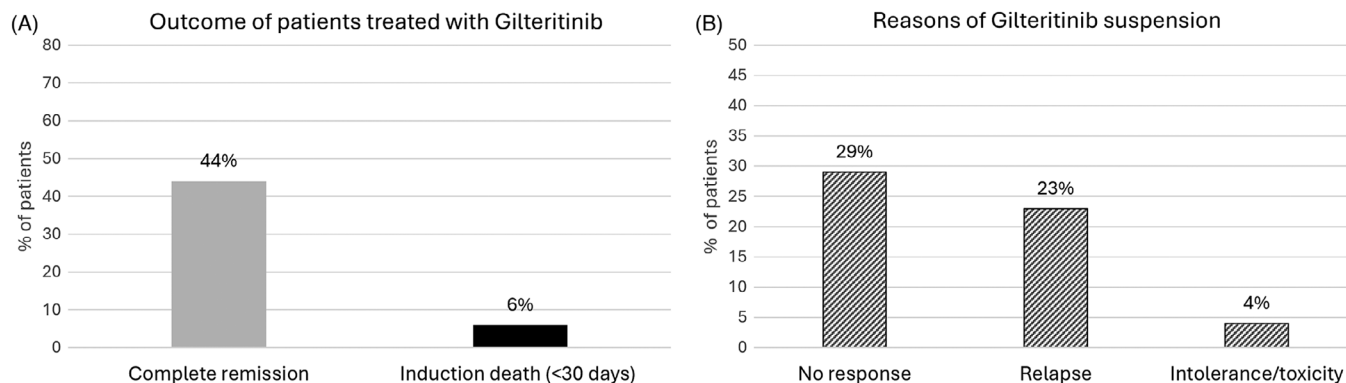 (A)
Outcome of patients treated with Gilteritinib
% of patients
80
70
60
50
40
30
20
10
0
44%
6%
Complete remission
Induction death (<30 days)
(B)
Reasons of Gilteritinib suspension
% of patients
50
45
40
35
30
25
20
15
10
5
0
29%
23%
4%
No response
Relapse
Intolerance/toxicity